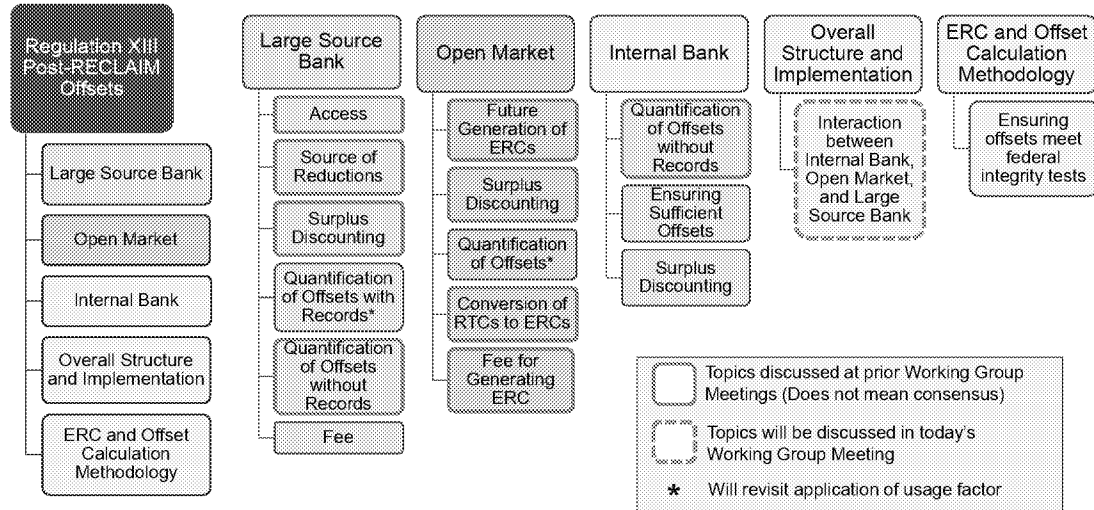 Regulation XIII
Post-RECLAIM
Offsets
Large Source Bank
Open Market
Internal Bank
Overall Structure
and Implementation
ERC and Offset
Calculation
Methodology
Large Source
Bank
Access
Source of
Reductions
Surplus
Discounting
Quantification
of Offsets with
Records*
Quantification
of Offsets
without
Records
Fee
Open Market
Future
Generation of
ERCs
Surplus
Discounting
Quantification
of Offsets*
Conversion of
RTCs to ERCs
Fee for
Generating
ERC
Internal Bank
Quantification
of Offsets
without
Records
Ensuring
Sufficient
Offsets
Surplus
Discounting
Overall
Structure and
Implementation
Interaction
between
Internal Bank,
Open Market,
and Large
Source Bank
ERC and Offset
Calculation
Methodology
Ensuring
offsets meet
federal
integrity tests
Topics discussed at prior Working Group
Meetings (Does not mean consensus)
Topics will be discussed in today's
Working Group Meeting
* Will revisit application of usage factor